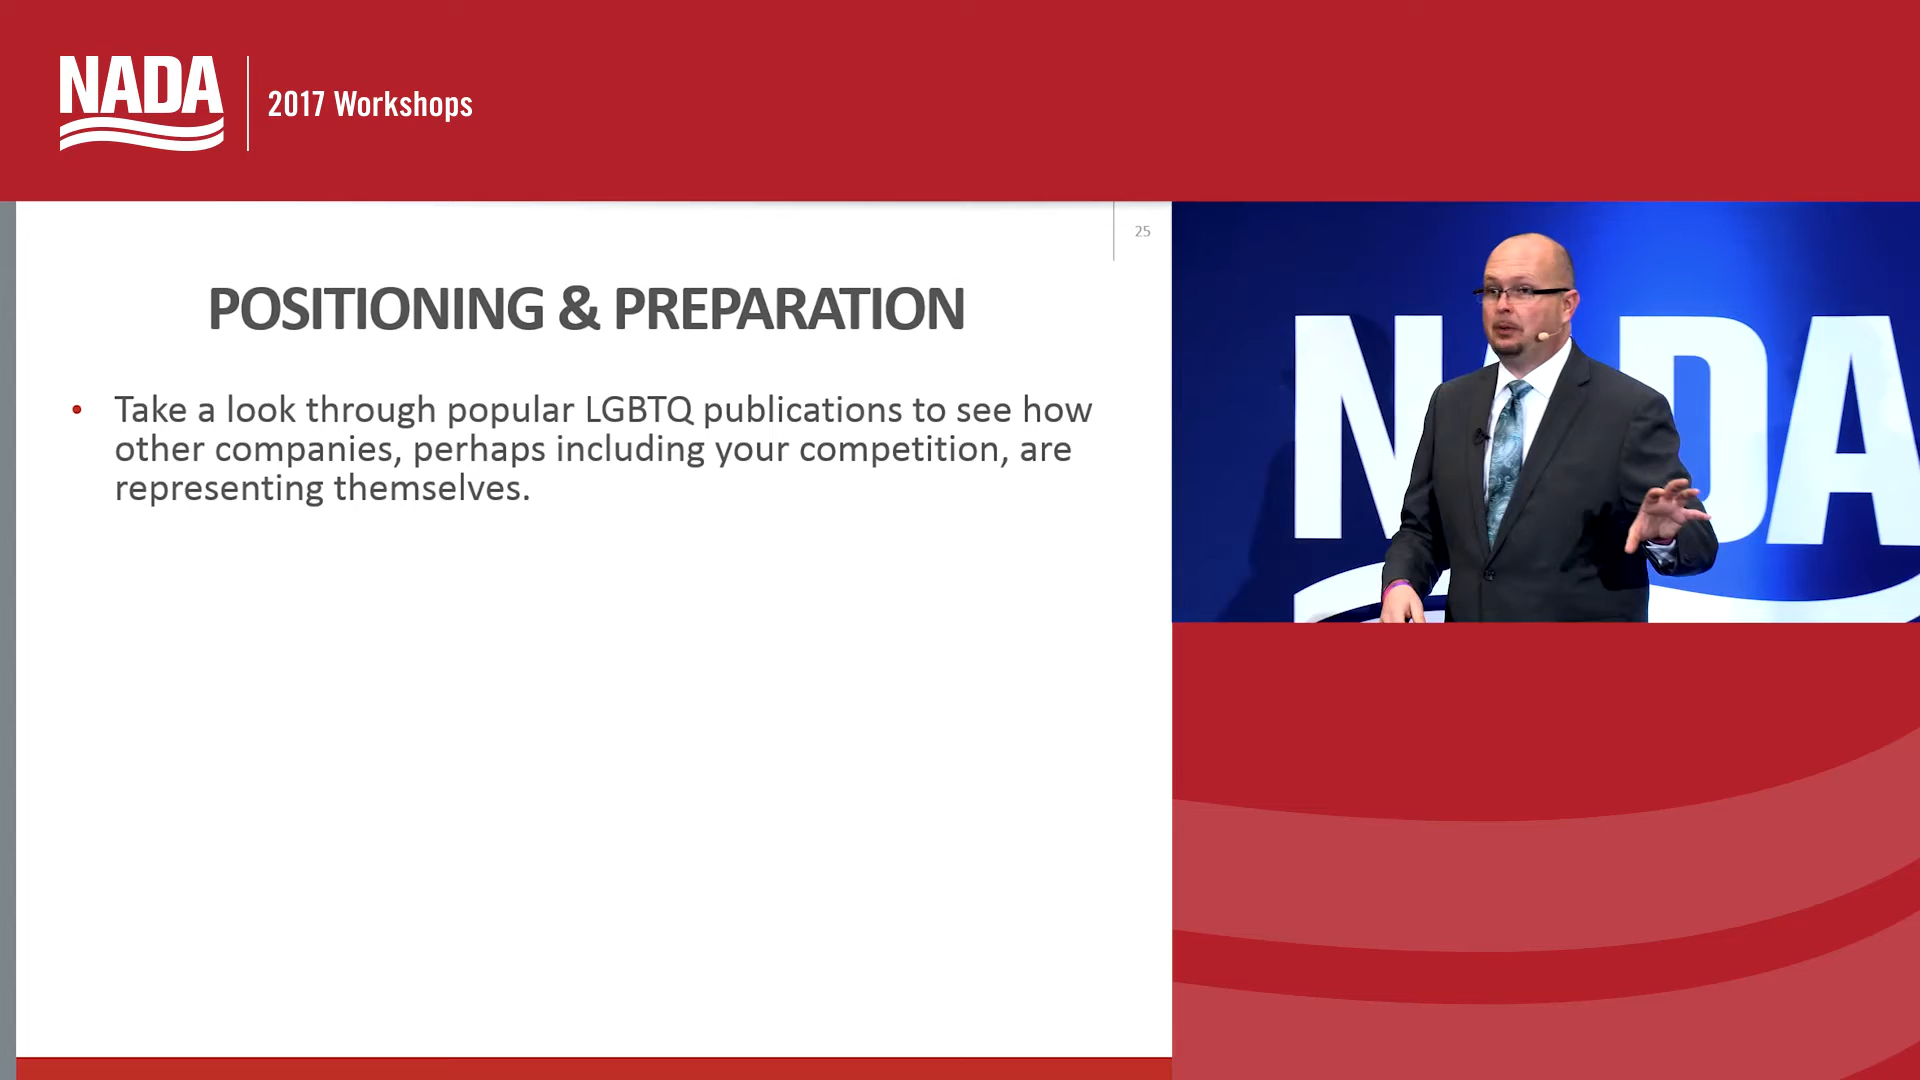 NADA
2017 Workshops
25
POSITIONING & PREPARATION
• Take a look through popular LGBTQ publications to see how
other companies, perhaps including your competition, are
representing themselves.
NADA